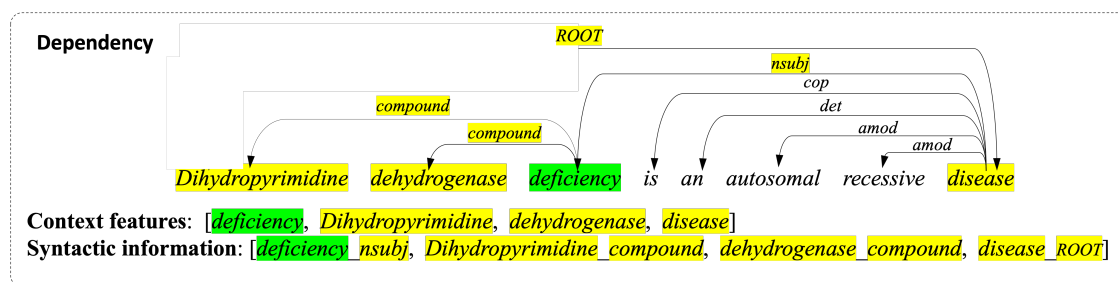 Dependency
ROOT
nsubj
cop
compound
det
compound
amod
amod
Dihydropyrimidine dehydrogenase deficiency is an autosomal recessive disease
Context features: [deficiency, Dihydropyrimidine, dehydrogenase, disease]
Syntactic information: [deficiency_nsubj, Dihydropyrimidine_compound, dehydrogenase_compound, disease_ROOT]